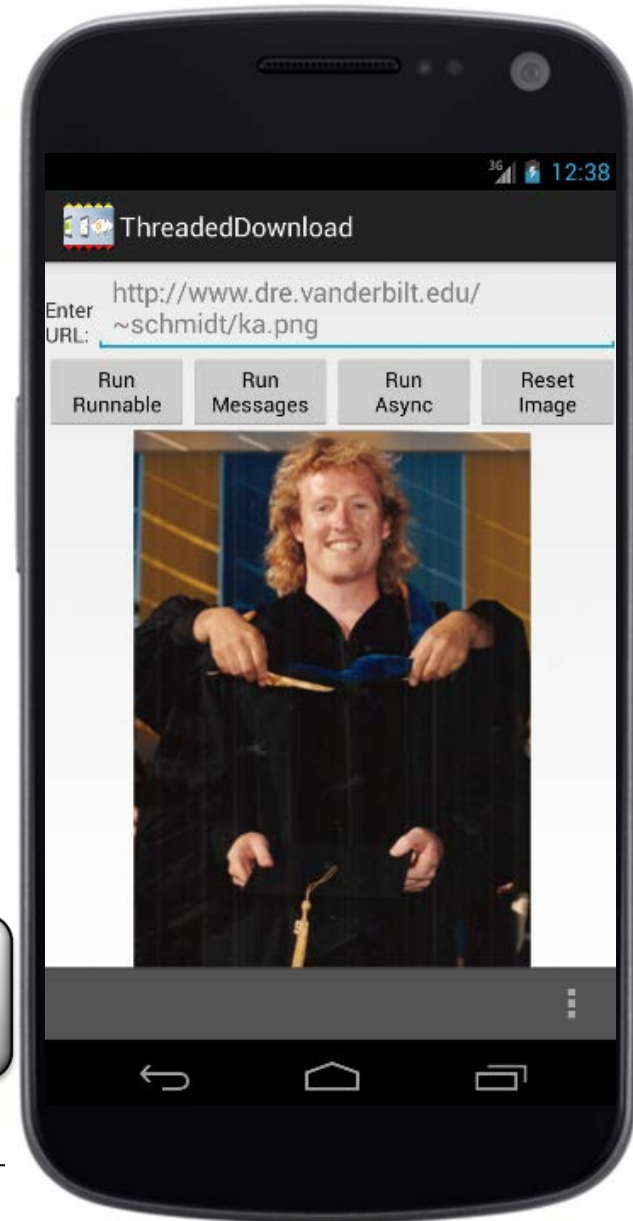 3G 12:38
ThreadedDownload
Enter
URL:
http://www.dre.vanderbilt.edu/
~schmidt/ka.png
Run
Runnable
Run
Messages
Run
Async
Reset
Image